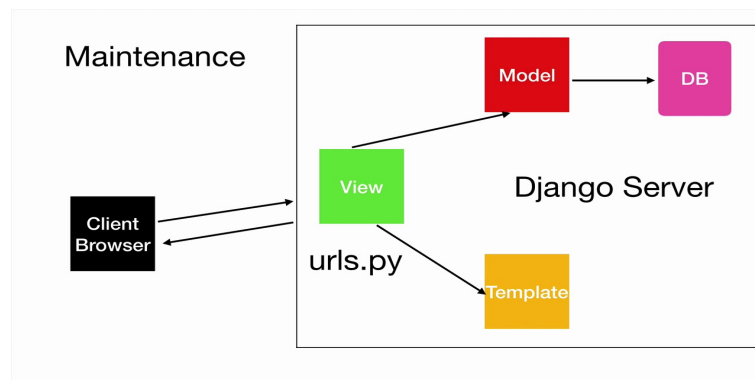 Maintenance
Model
DB
View
Django Server
Client
Browser
urls.py
Template